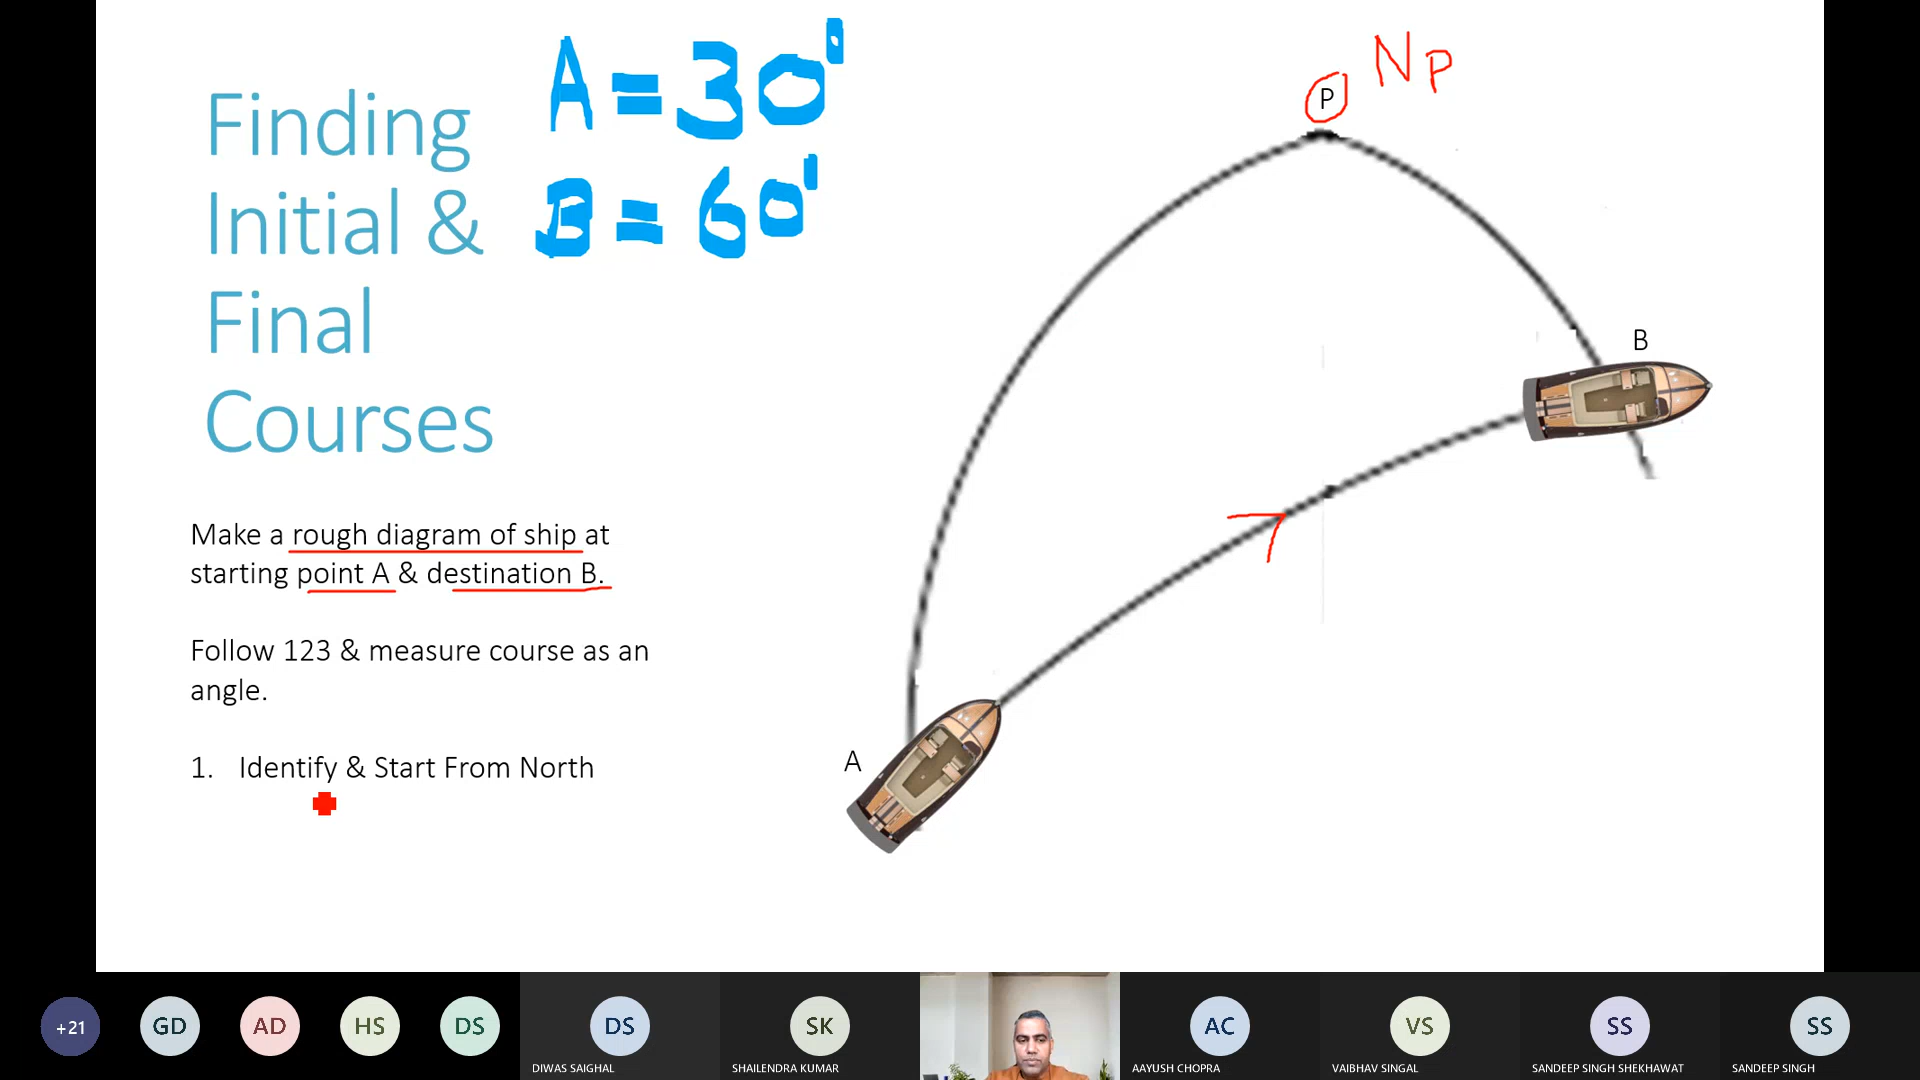 Finding
Initial &
Final
Courses
A = 30°
B = 60'
Make a rough diagram of ship at
starting point A & destination B.
Follow 123 & measure course as an
angle.
1. Identify & Start From North
P
NP
B
A
+21
GD
AD
HS
DS
DS
DIWAS SAIGHAL
SK
SHAILENDRA KUMAR
AC
AAYUSH CHOPRA
VS
VAIBHAV SINGAL
SS
SANDEEP SINGH SHEKHAWAT
SS
SANDEEP SINGH